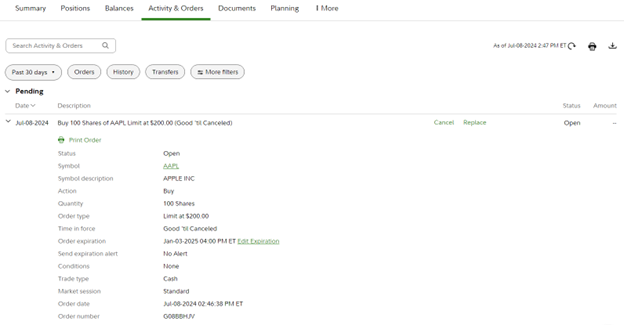 Summary Positions Balances Activity & Orders Documents Planning More
Search Activity & Orders As of Jul-08-2024 2:47 PM ET
Past 30 days Orders History Transfers More filters
Pending
Date Description Status Amount
Jul-08-2024 Buy 100 Shares of AAPL Limit at $200.00 (Good 'til Canceled) Cancel Replace Open --
Print Order
Status Open
Symbol AAPL
Symbol description APPLE INC
Action Buy
Quantity 100 Shares
Order type Limit at $200.00
Time in force Good 'til Canceled
Order expiration Jan-03-2025 04:00 PM ET Edit Expiration
Send expiration alert No Alert
Conditions None
Trade type Cash
Market session Standard
Order date Jul-08-2024 02:46:38 PM ET
Order number G08BBHJV